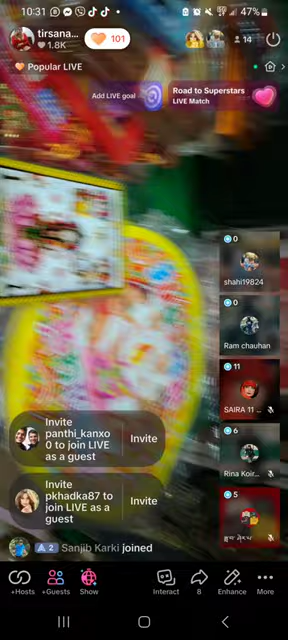 10:31
47%
tirsana...
1.8K
101
14
Popular LIVE
Add LIVE goal
Road to Superstars
LIVE Match
0
shahi19824
0
Ram chauhan
11
SAIRA 11 ...
6
Rina Koir...
5
Invite
panthi_kanxo
0 to join LIVE
as a guest
Invite
Invite
pkhadka87 to
join LIVE as a
guest
Invite
2 Sanjib Karki joined
+Hosts
+Guests
Show
Interact
8
Enhance
More